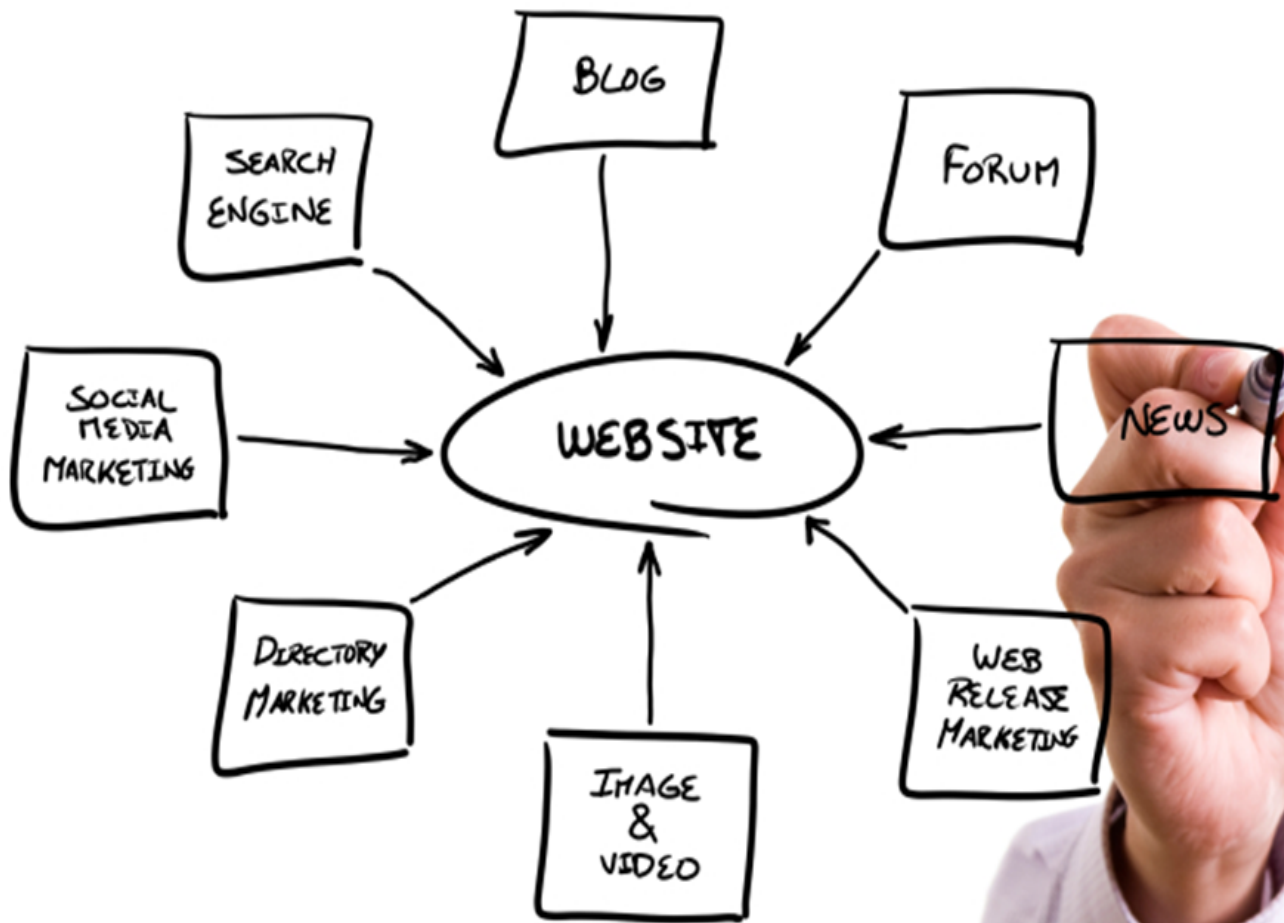 BLOG
SEARCH
ENGINE
FORUM
SOCIAL
MEDIA
MARKETING
WEBSITE
NEWS
DIRECTORY
MARKETING
WEB
RELEASE
MARKETING
IMAGE
&
VIDEO